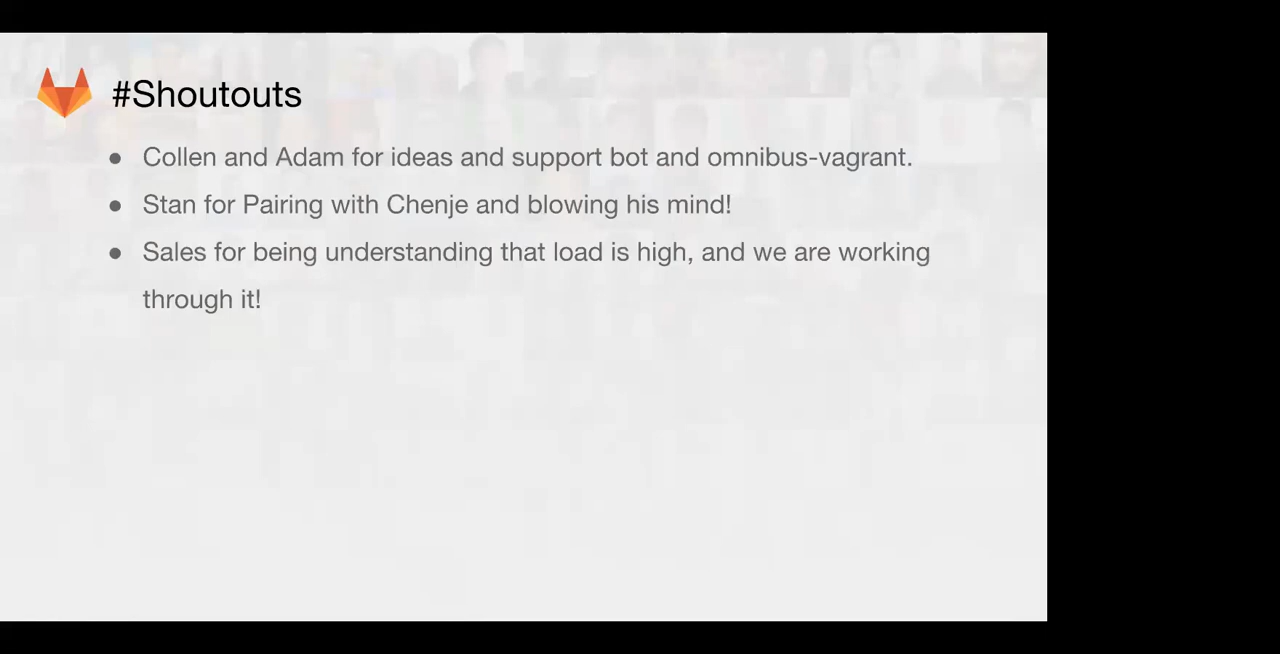 #Shoutouts
● Collen and Adam for ideas and support bot and omnibus-vagrant.
● Stan for Pairing with Chenje and blowing his mind!
● Sales for being understanding that load is high, and we are working
through it!